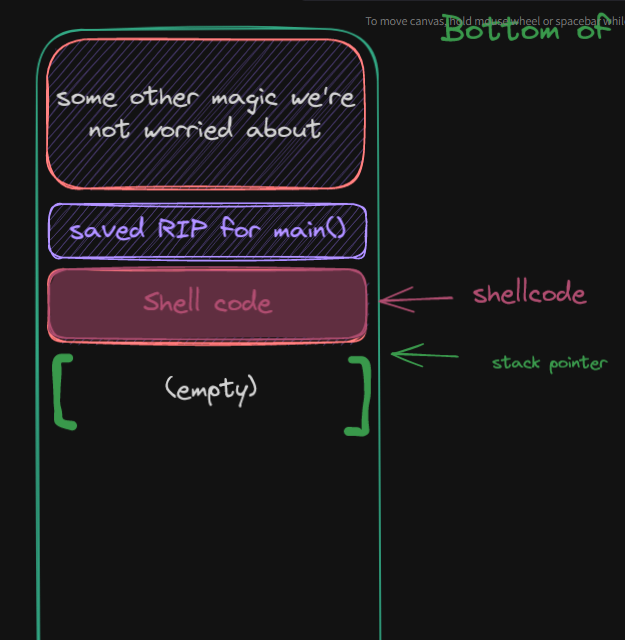 To move canvas, hold mouse wheel or spacebar whil
Bottom of
some other magic we're
not worried about
saved RIP for main()
Shell code
shellcode
stack pointer
(empty)